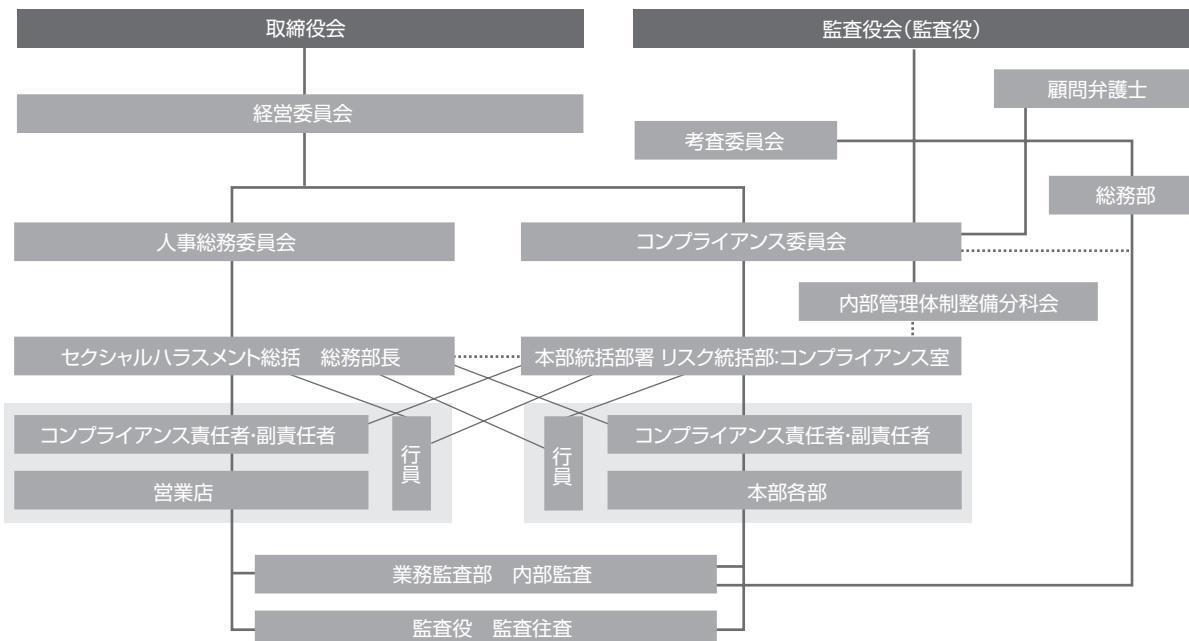 取締役会
監査役会(監査役)
顧問弁護士
経営委員会
考査委員会
総務部
人事総務委員会
コンプライアンス委員会
内部管理体制整備分科会
セクシャルハラスメント総括　総務部長
本部統括部署 リスク統括部:コンプライアンス室
コンプライアンス責任者・副責任者
行員
営業店
行員
コンプライアンス責任者・副責任者
本部各部
業務監査部　内部監査
監査役　監査往査